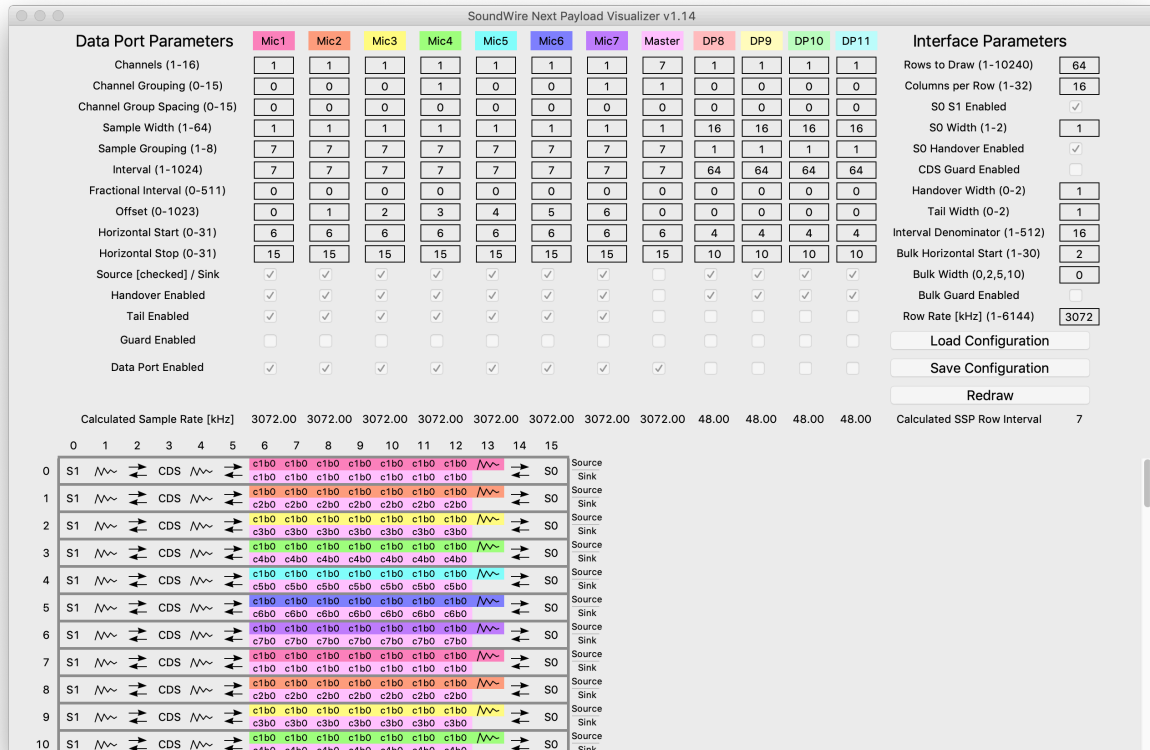 SoundWire Next Payload Visualizer v1.14
Data Port Parameters Mic1 Mic2 Mic3 Mic4 Mic5 Mic6 Mic7 Master DP8 DP9 DP10 DP11 Interface Parameters
Channels (1-16) 1 1 1 1 1 1 1 7 1 1 1 1 Rows to Draw (1-10240) 64
Channel Grouping (0-15) 0 0 0 1 0 0 1 1 0 0 0 0 Columns per Row (1-32) 16
Channel Group Spacing (0-15) 0 0 0 0 0 0 0 0 0 0 0 0 S0 S1 Enabled
Sample Width (1-64) 1 1 1 1 1 1 1 1 16 16 16 16 S0 Width (1-2) 1
Sample Grouping (1-8) 7 7 7 7 7 7 7 7 1 1 1 1 S0 Handover Enabled
Interval (1-1024) 7 7 7 7 7 7 7 7 64 64 64 64 CDS Guard Enabled
Fractional Interval (0-511) 0 0 0 0 0 0 0 0 0 0 0 0 Handover Width (0-2) 1
Offset (0-1023) 0 1 2 3 4 5 6 0 0 0 0 0 Tail Width (0-2) 1
Horizontal Start (0-31) 6 6 6 6 6 6 6 6 4 4 4 4 Interval Denominator (1-512) 16
Horizontal Stop (0-31) 15 15 15 15 15 15 15 15 10 10 10 10 Bulk Horizontal Start (1-30) 2
Source [checked] / Sink Bulk Width (0,2,5,10) 0
Handover Enabled Bulk Guard Enabled
Tail Enabled Row Rate [kHz] (1-6144) 3072
Guard Enabled Load Configuration
Data Port Enabled Save Configuration
Redraw
Calculated Sample Rate [kHz] 3072.00 3072.00 3072.00 3072.00 3072.00 3072.00 3072.00 3072.00 48.00 48.00 48.00 48.00 Calculated SSP Row Interval 7
0 1 2 3 4 5 6 7 8 9 10 11 12 13 14 15
0 S1 CDS c1b0 c1b0 c1b0 c1b0 c1b0 c1b0 c1b0 S0 Source
c1b0 c1b0 c1b0 c1b0 c1b0 c1b0 c1b0 Sink
1 S1 CDS c1b0 c1b0 c1b0 c1b0 c1b0 c1b0 c1b0 S0 Source
c2b0 c2b0 c2b0 c2b0 c2b0 c2b0 c2b0 Sink
2 S1 CDS c1b0 c1b0 c1b0 c1b0 c1b0 c1b0 c1b0 S0 Source
c3b0 c3b0 c3b0 c3b0 c3b0 c3b0 c3b0 Sink
3 S1 CDS c1b0 c1b0 c1b0 c1b0 c1b0 c1b0 c1b0 S0 Source
c4b0 c4b0 c4b0 c4b0 c4b0 c4b0 c4b0 Sink
4 S1 CDS c1b0 c1b0 c1b0 c1b0 c1b0 c1b0 c1b0 S0 Source
c5b0 c5b0 c5b0 c5b0 c5b0 c5b0 c5b0 Sink
5 S1 CDS c1b0 c1b0 c1b0 c1b0 c1b0 c1b0 c1b0 S0 Source
c6b0 c6b0 c6b0 c6b0 c6b0 c6b0 c6b0 Sink
6 S1 CDS c1b0 c1b0 c1b0 c1b0 c1b0 c1b0 c1b0 S0 Source
c7b0 c7b0 c7b0 c7b0 c7b0 c7b0 c7b0 Sink
7 S1 CDS c1b0 c1b0 c1b0 c1b0 c1b0 c1b0 c1b0 S0 Source
c1b0 c1b0 c1b0 c1b0 c1b0 c1b0 c1b0 Sink
8 S1 CDS c1b0 c1b0 c1b0 c1b0 c1b0 c1b0 c1b0 S0 Source
c2b0 c2b0 c2b0 c2b0 c2b0 c2b0 c2b0 Sink
9 S1 CDS c1b0 c1b0 c1b0 c1b0 c1b0 c1b0 c1b0 S0 Source
c3b0 c3b0 c3b0 c3b0 c3b0 c3b0 c3b0 Sink
10 S1 CDS c1b0 c1b0 c1b0 c1b0 c1b0 c1b0 c1b0 S0 Source
c4b0 c4b0 c4b0 c4b0 c4b0 c4b0 c4b0 Sink